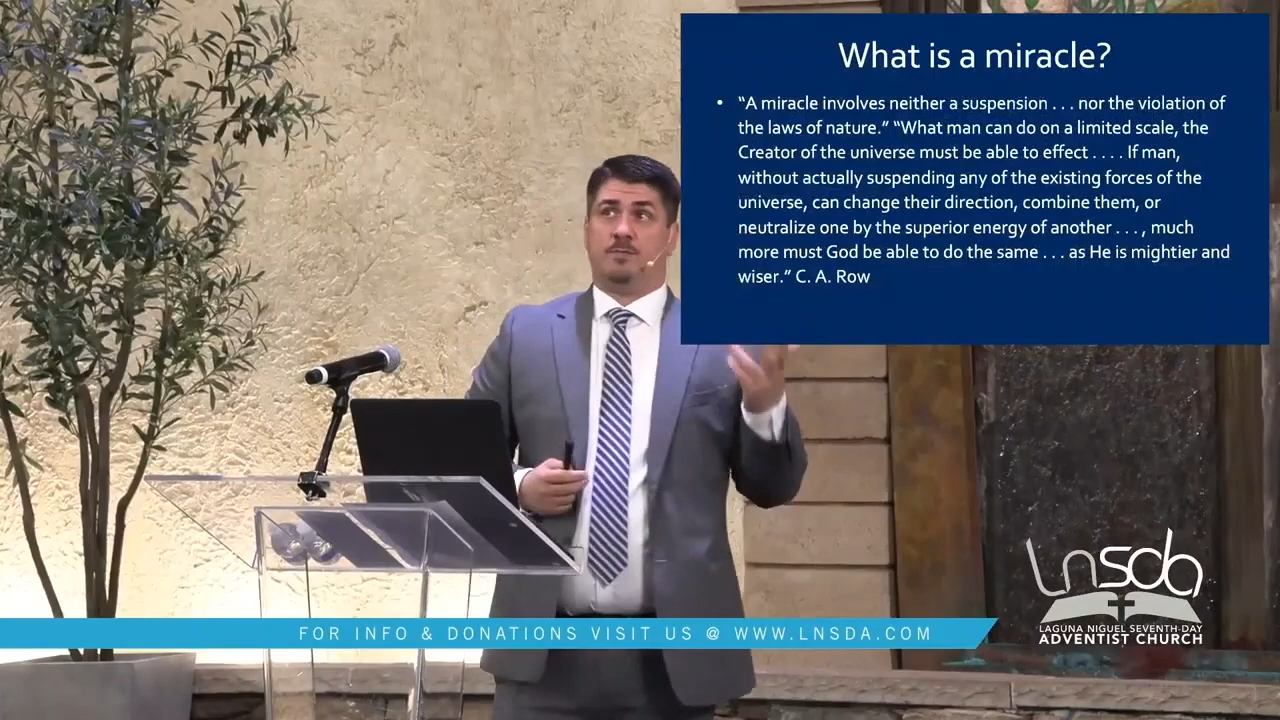 What is a miracle?
• “A miracle involves neither a suspension . . . nor the violation of
the laws of nature.” “What man can do on a limited scale, the
Creator of the universe must be able to effect . . . . If man,
without actually suspending any of the existing forces of the
universe, can change their direction, combine them, or
neutralize one by the superior energy of another . . . , much
more must God be able to do the same . . . as He is mightier and
wiser.” C. A. Row
lnsda
LAGUNA NIGUEL SEVENTH-DAY
ADVENTIST CHURCH
FOR INFO & DONATIONS VISIT US @ WWW.LNSDA.COM